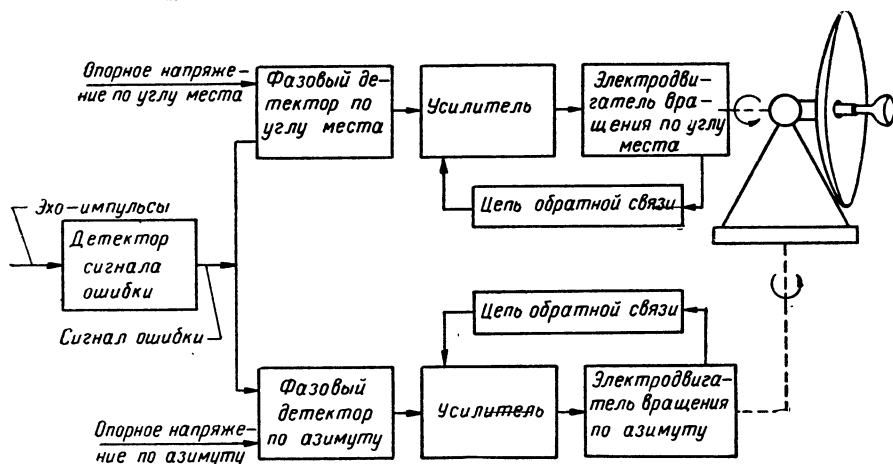 Опорное напряже-
ние по углу места
Фазовый де-
тектор по
углу места
Усилитель
Электродви-
гатель вра-
щения по углу
места
Цепь обратной связи
Эхо-импульсы
Детектор
сигнала
ошибки
Сигнал ошибки
Цепь обратной связи
Фазовый
детектор
по азимуту
Усилитель
Электродвига-
тель вращения
по азимуту
Опорное напряже-
ние по азимуту